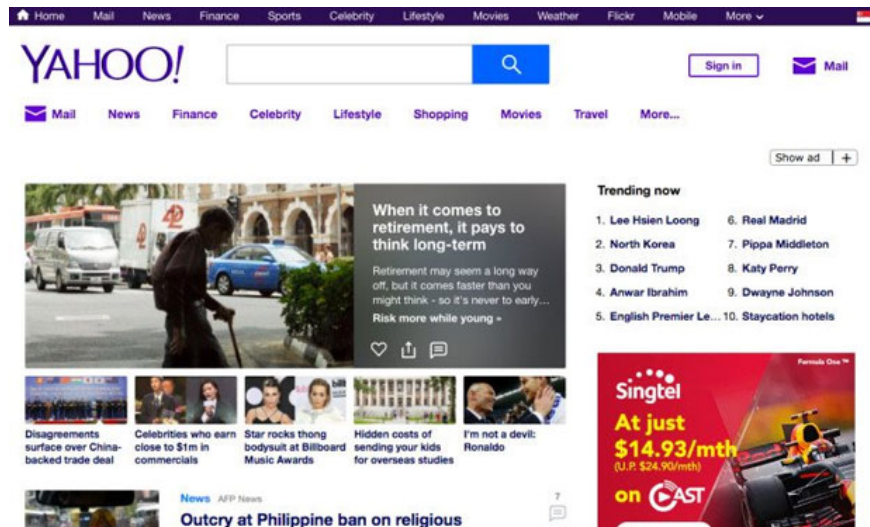 Home Mail News Finance Sports Celebrity Lifestyle Movies Weather Flickr Mobile More
YAHOO!
Sign in
Mail
Mail News Finance Celebrity Lifestyle Shopping Movies Travel More...
Show ad +
When it comes to
retirement, it pays to
think long-term
Retirement may seem a long way
off, but it comes faster than you
might think - so it's never to early...
Risk more while young »
Trending now
1. Lee Hsien Loong
2. North Korea
3. Donald Trump
4. Anwar Ibrahim
5. English Premier Le...
6. Real Madrid
7. Pippa Middleton
8. Katy Perry
9. Dwayne Johnson
10. Staycation hotels
Disagreements
surface over China-
backed trade deal
Celebrities who earn
close to $1m in
commercials
Star rocks thong
bodysuit at Billboard
Music Awards
Hidden costs of
sending your kids
for overseas studies
I'm not a devil:
Ronaldo
Formula One™
Singtel
At just
$14.93/mth
(U.P. $24.90/mth)
on CAST
News AFP News
7
Outcry at Philippine ban on religious